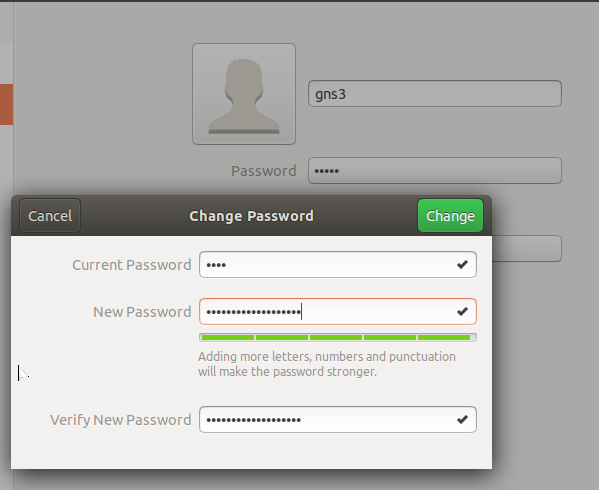 gns3
Password •••••
Cancel Change Password Change
Current Password ••••
New Password •••••••••••••••••••
Adding more letters, numbers and punctuation
will make the password stronger.
Verify New Password •••••••••••••••••••